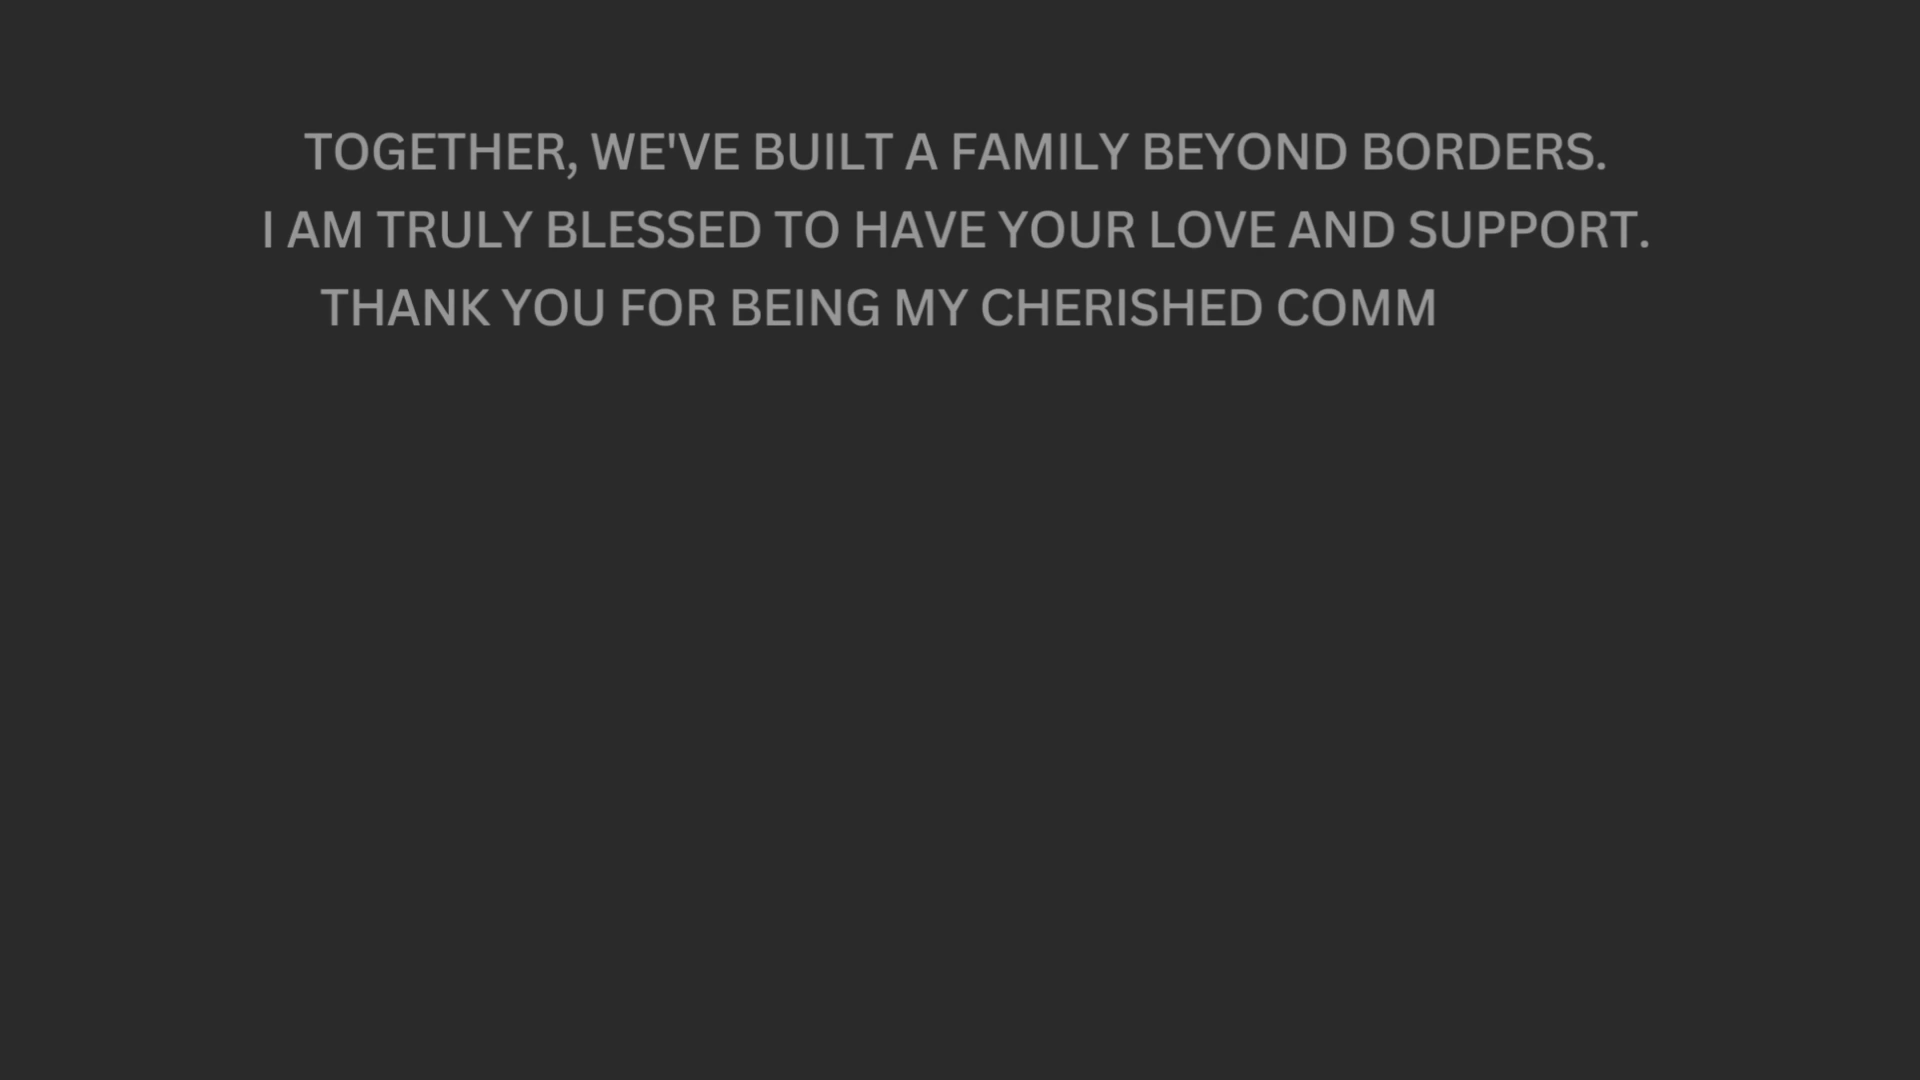 TOGETHER, WE'VE BUILT A FAMILY BEYOND BORDERS.
I AM TRULY BLESSED TO HAVE YOUR LOVE AND SUPPORT.
THANK YOU FOR BEING MY CHERISHED COMM